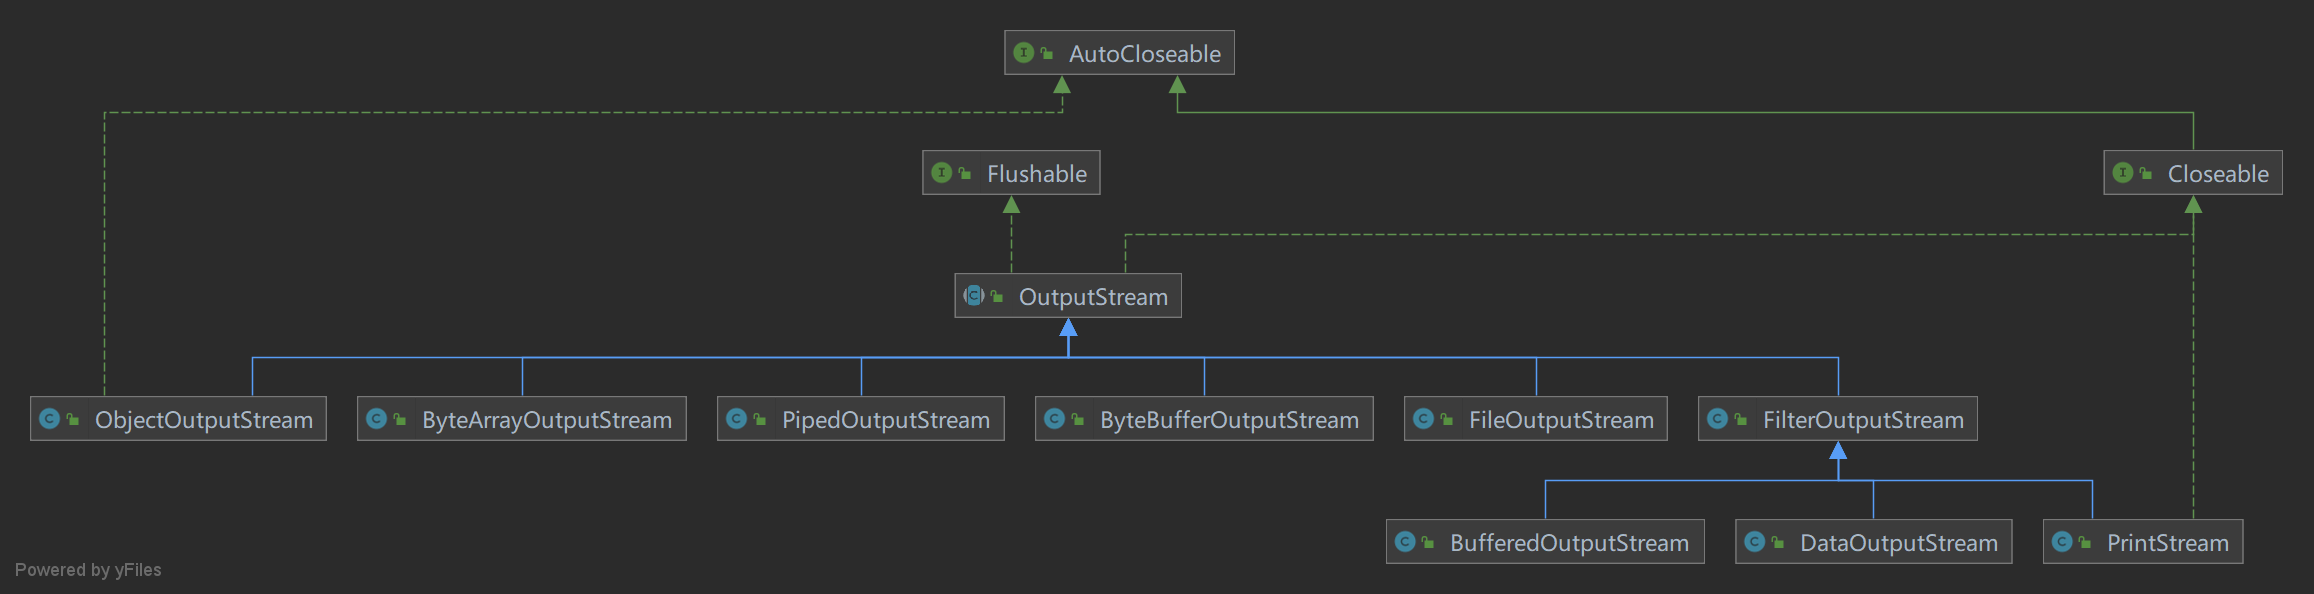 AutoCloseable
Flushable
Closeable
OutputStream
ObjectOutputStream
ByteArrayOutputStream
PipedOutputStream
ByteBufferOutputStream
FileOutputStream
FilterOutputStream
BufferedOutputStream
DataOutputStream
PrintStream
Powered by yFiles